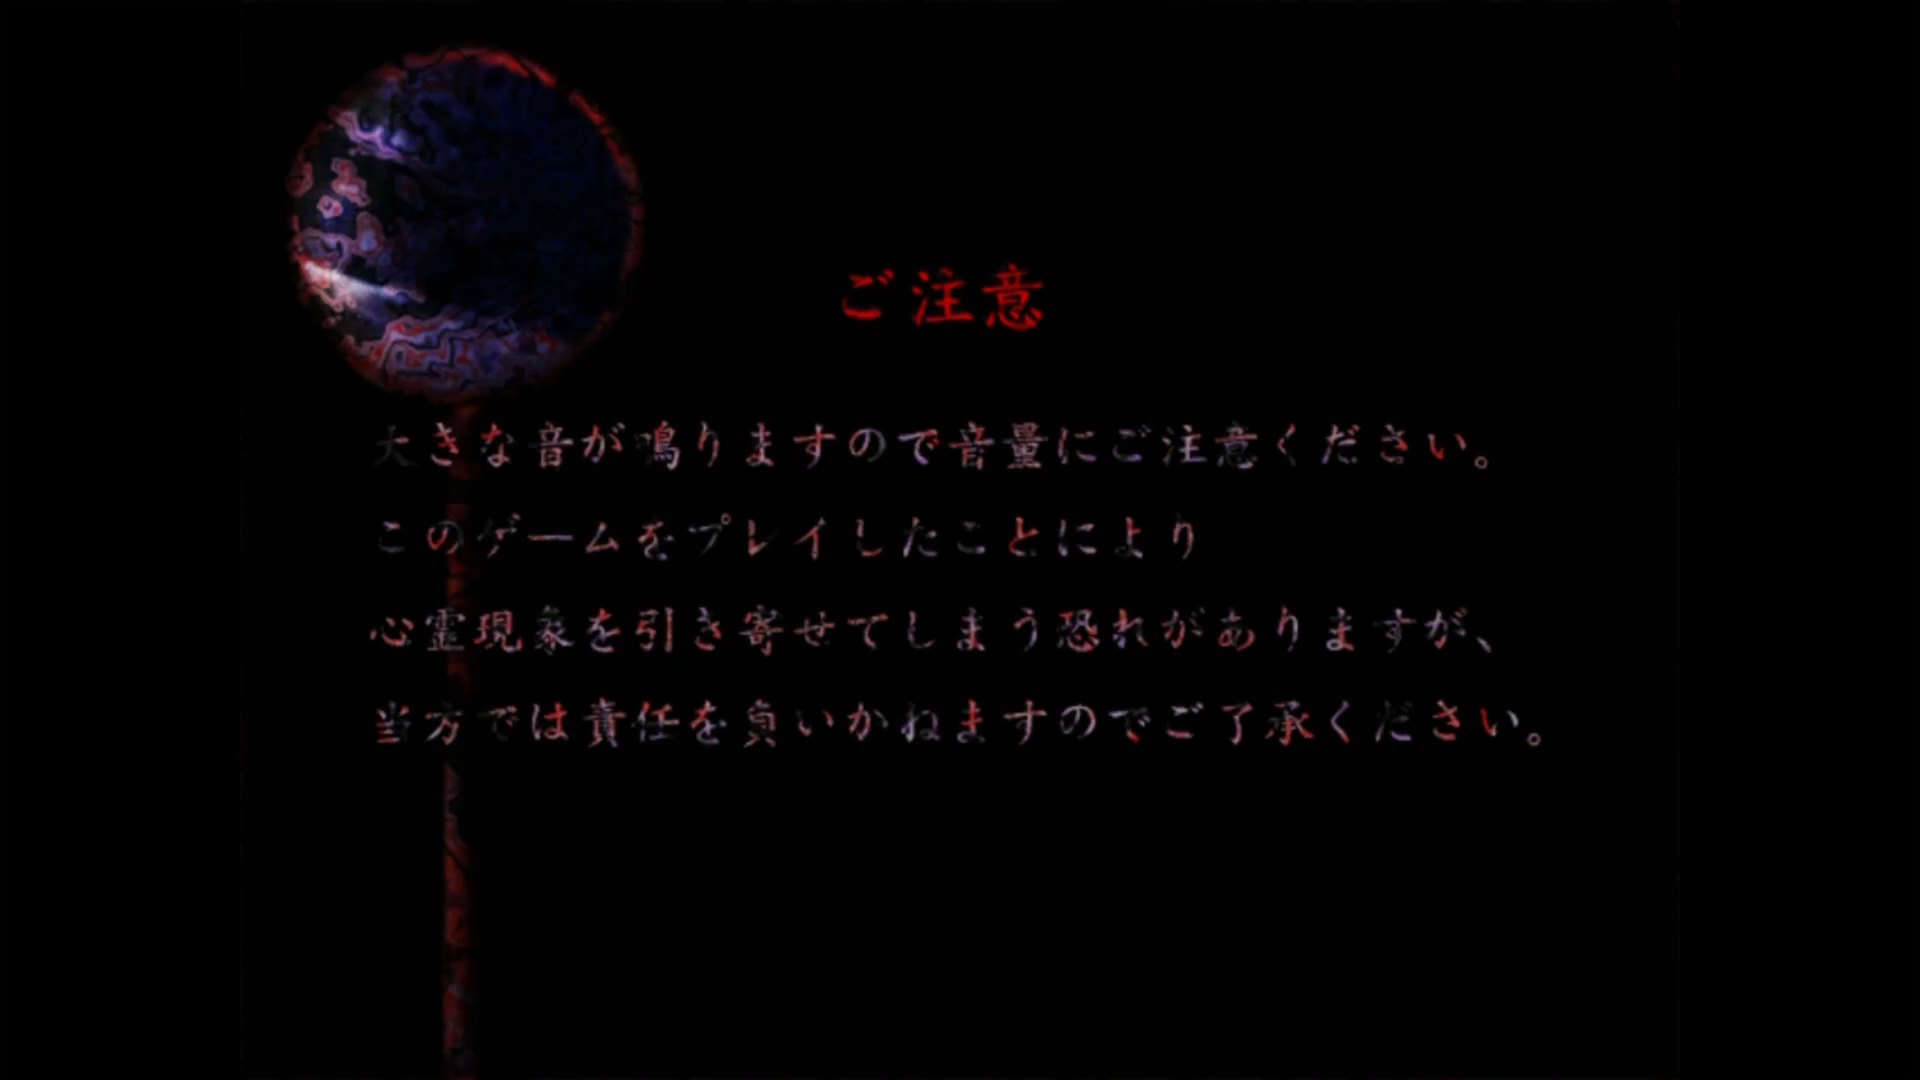 ご注意
大きな音が鳴りますので音量にご注意ください。
このゲームをプレイしたことにより
心霊現象を引き寄せてしまう恐れがありますが、
当方では責任を負いかねますのでご了承ください。